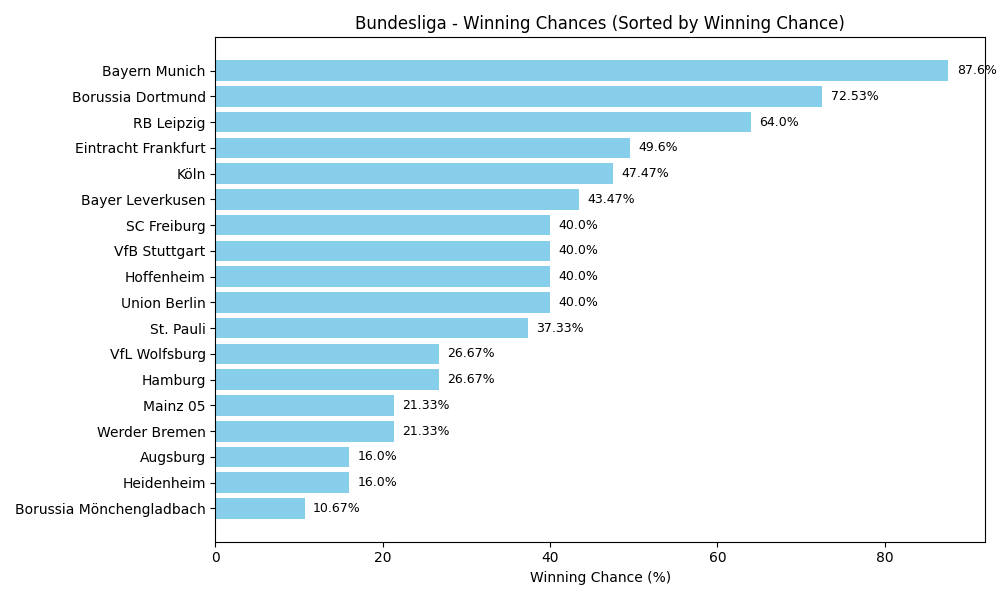 Bundesliga - Winning Chances (Sorted by Winning Chance)
Bayern Munich 87.6%
Borussia Dortmund 72.53%
RB Leipzig 64.0%
Eintracht Frankfurt 49.6%
Köln 47.47%
Bayer Leverkusen 43.47%
SC Freiburg 40.0%
VfB Stuttgart 40.0%
Hoffenheim 40.0%
Union Berlin 40.0%
St. Pauli 37.33%
VfL Wolfsburg 26.67%
Hamburg 26.67%
Mainz 05 21.33%
Werder Bremen 21.33%
Augsburg 16.0%
Heidenheim 16.0%
Borussia Mönchengladbach 10.67%
0 20 40 60 80
Winning Chance (%)